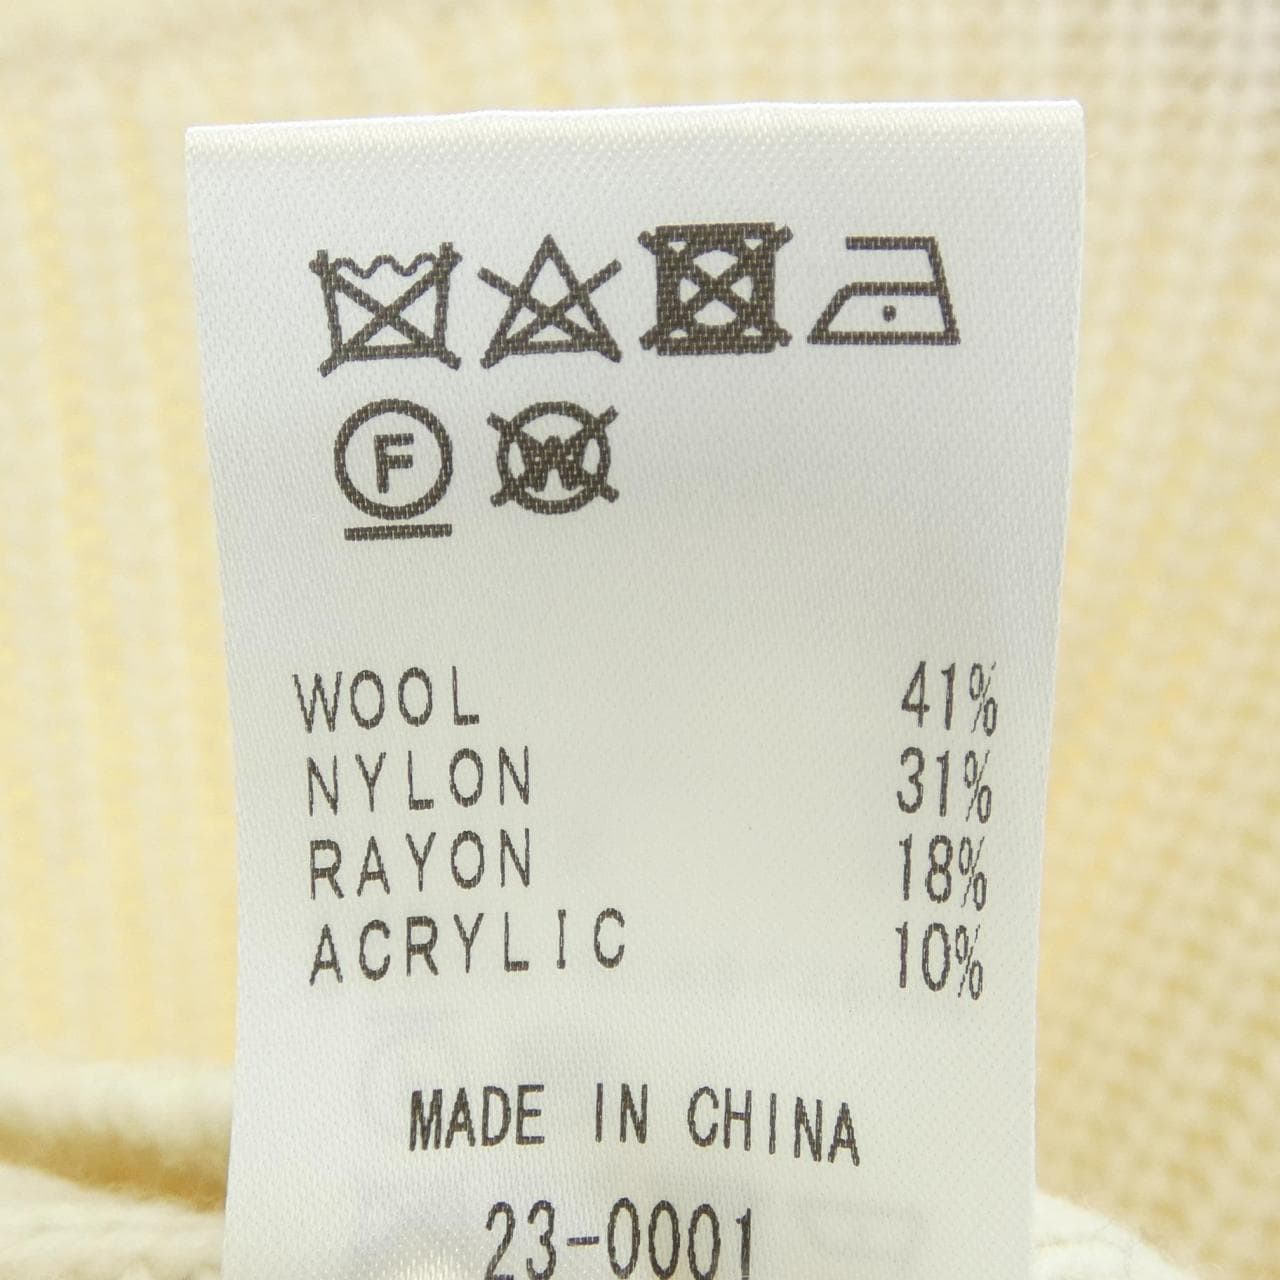 F W
WOOL 41%
NYLON 31%
RAYON 18%
ACRYLIC 10%
MADE IN CHINA
23-0001